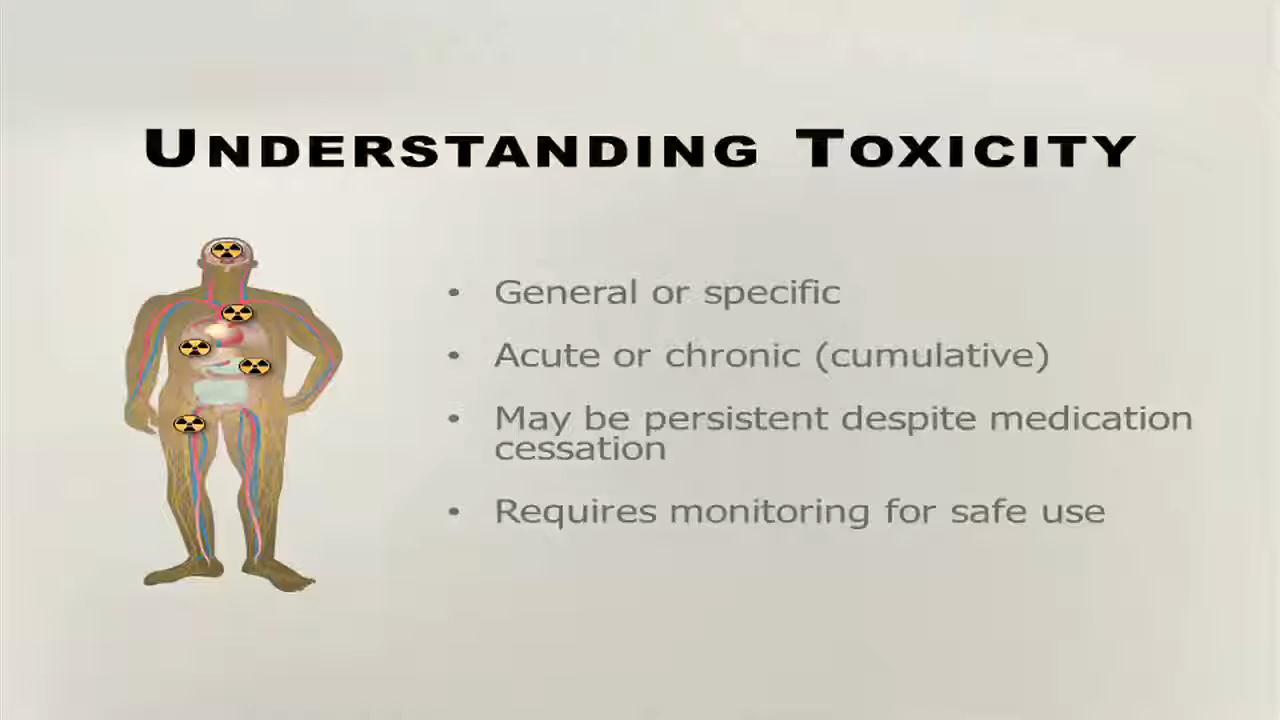 UNDERSTANDING TOXICITY
• General or specific
• Acute or chronic (cumulative)
• May be persistent despite medication
cessation
• Requires monitoring for safe use